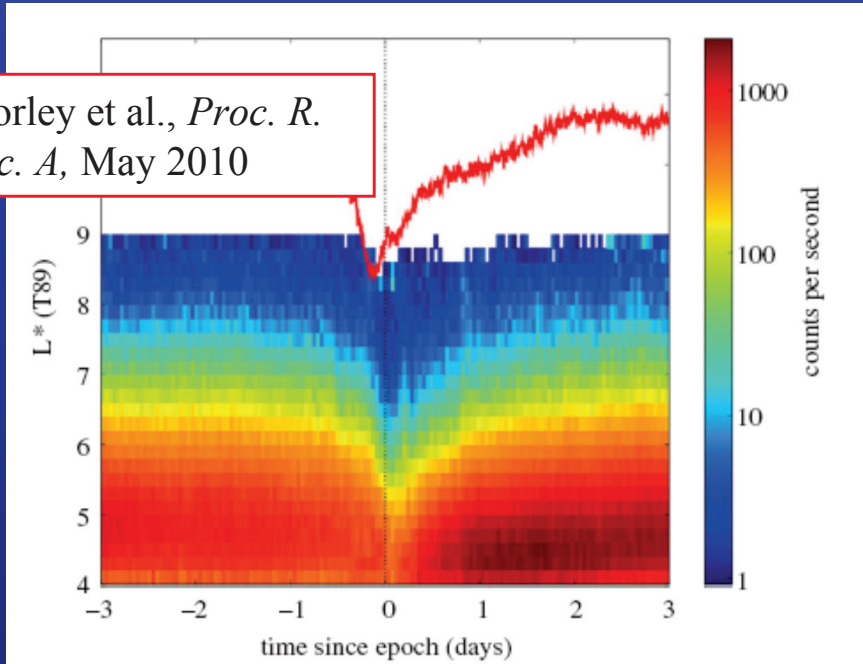 orley et al., Proc. R.
c. A, May 2010
1000
100
10
1
counts per second
9
8
7
6
5
4
L* (T89)
−3 −2 −1 0 1 2 3
time since epoch (days)